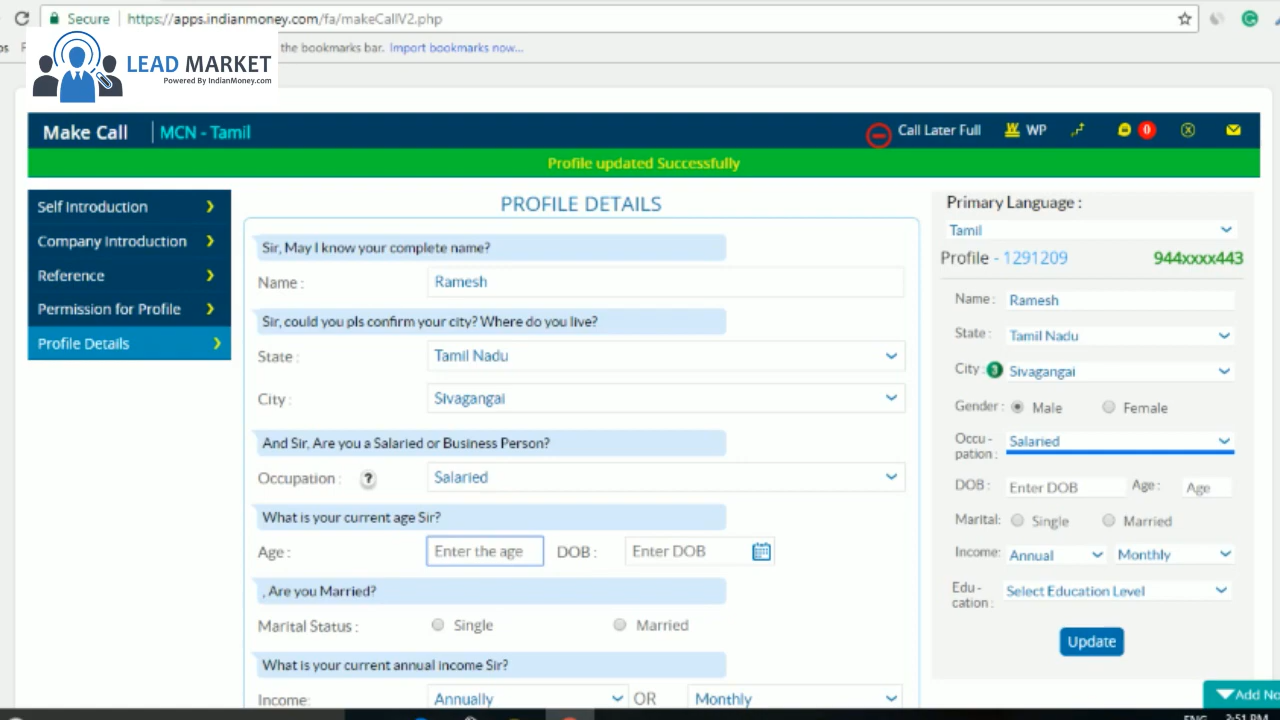 Secure https://apps.indianmoney.com/fa/makeCallV2.php
LEAD MARKET
Powered By IndianMoney.com
the bookmarks bar. Import bookmarks now...
Make Call MCN - Tamil
Call Later Full WP 0
Profile updated Successfully
Self Introduction
Company Introduction
Reference
Permission for Profile
Profile Details
PROFILE DETAILS
Sir, May I know your complete name?
Name : Ramesh
Sir, could you pls confirm your city? Where do you live?
State : Tamil Nadu
City : Sivagangai
And Sir, Are you a Salaried or Business Person?
Occupation : ? Salaried
What is your current age Sir?
Age : Enter the age DOB : Enter DOB
, Are you Married?
Marital Status : Single Married
What is your current annual income Sir?
Income: Annually OR Monthly
Primary Language :
Tamil
Profile - 1291209 944xxxx443
Name : Ramesh
State : Tamil Nadu
City : 3 Sivagangai
Gender : Male Female
Occu-
pation : Salaried
DOB : Enter DOB Age : Age
Marital: Single Married
Income: Annual Monthly
Edu-
cation : Select Education Level
Update
Add No
ENG 3:51 PM